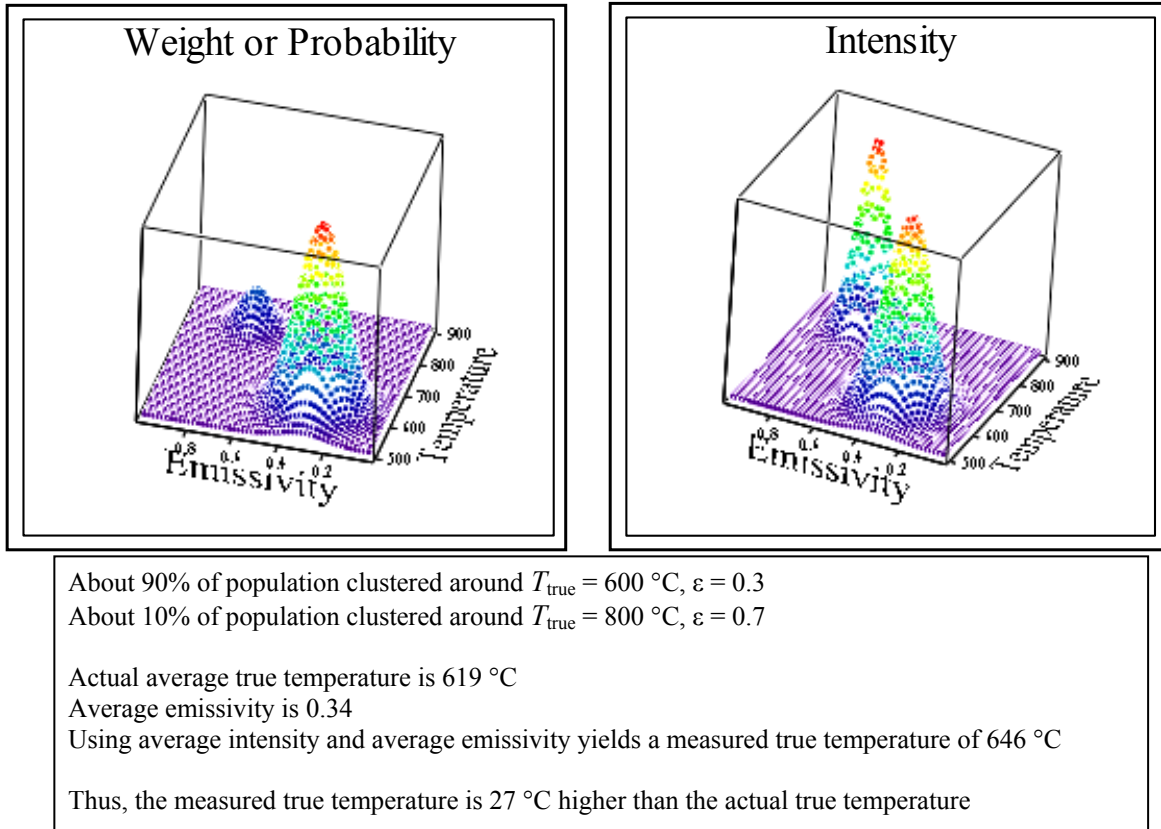 Weight or Probability
0.8
0.6
0.4
0.2
Emissivity
500
600
700
800
900
Temperature
Intensity
0.8
0.6
0.4
0.2
Emissivity
500
600
700
800
900
Temperature
About 90% of population clustered around T_true = 600 °C, ε = 0.3
About 10% of population clustered around T_true = 800 °C, ε = 0.7
Actual average true temperature is 619 °C
Average emissivity is 0.34
Using average intensity and average emissivity yields a measured true temperature of 646 °C
Thus, the measured true temperature is 27 °C higher than the actual true temperature